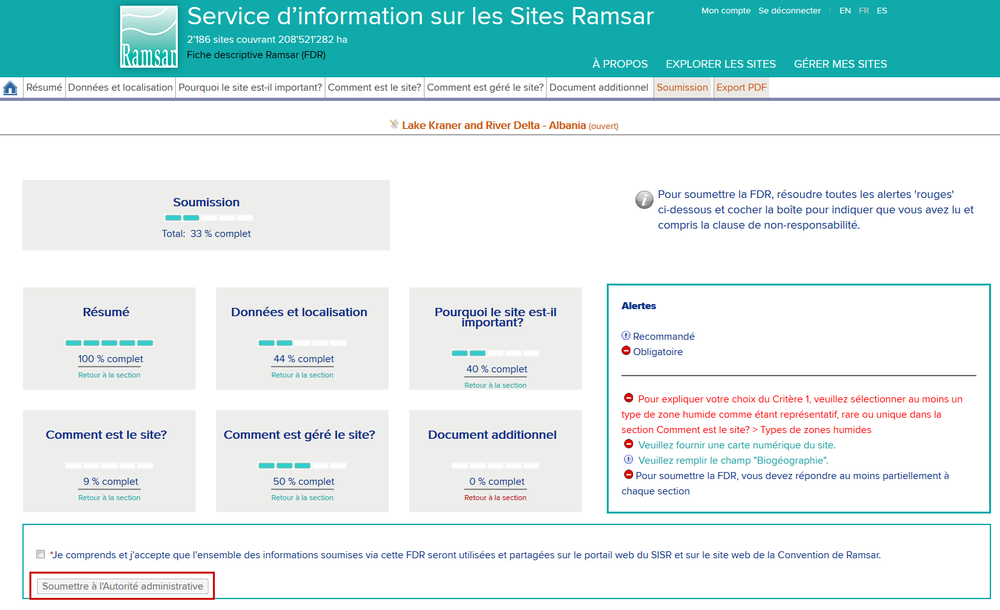 Service d’information sur les Sites Ramsar
Mon compte Se déconnecter | EN FR ES
Ramsar
2'186 sites couvrant 208'521'282 ha
Fiche descriptive Ramsar (FDR)
À PROPOS EXPLORER LES SITES GÉRER MES SITES
Résumé Données et localisation Pourquoi le site est-il important? Comment est le site? Comment est géré le site? Document additionnel Soumission Export PDF
Lake Kraner and River Delta - Albania (ouvert)
Soumission
Total: 33 % complet
Pour soumettre la FDR, résoudre toutes les alertes 'rouges'
ci-dessous et cocher la boîte pour indiquer que vous avez lu et
compris la clause de non-responsabilité.
Résumé
100 % complet
Retour à la section
Données et localisation
44 % complet
Retour à la section
Pourquoi le site est-il
important?
40 % complet
Retour à la section
Comment est le site?
9 % complet
Retour à la section
Comment est géré le site?
50 % complet
Retour à la section
Document additionnel
0 % complet
Retour à la section
Alertes
Recommandé
Obligatoire
Pour expliquer votre choix du Critère 1, veuillez sélectionner au moins un
type de zone humide comme étant représentatif, rare ou unique dans la
section Comment est le site? > Types de zones humides
Veuillez fournir une carte numérique du site.
Veuillez remplir le champ "Biogéographie".
Pour soumettre la FDR, vous devez répondre au moins partiellement à
chaque section
*Je comprends et j'accepte que l'ensemble des informations soumises via cette FDR seront utilisées et partagées sur le portail web du SISR et sur le site web de la Convention de Ramsar.
Soumettre à l'Autorité administrative